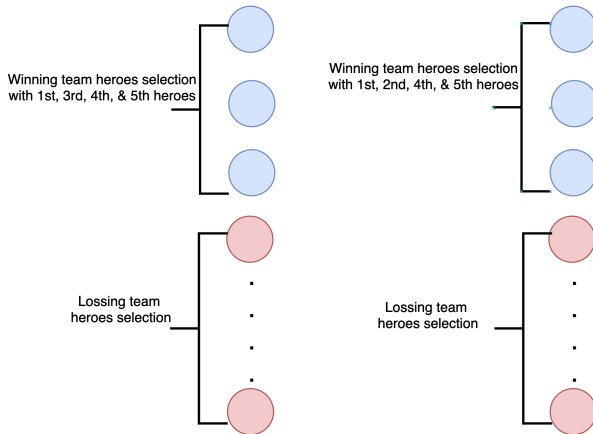 Winning team heroes selection
with 1st, 3rd, 4th, & 5th heroes
Winning team heroes selection
with 1st, 2nd, 4th, & 5th heroes
Lossing team
heroes selection
Lossing team
heroes selection